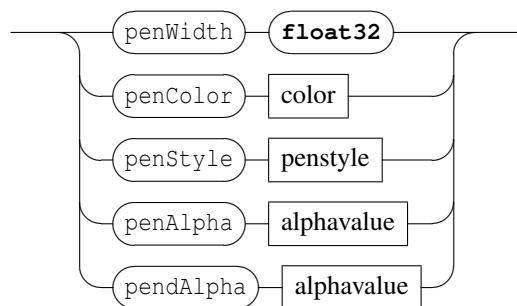 penWidth float32
penColor color
penStyle penstyle
penAlpha alphavalue
pendAlpha alphavalue